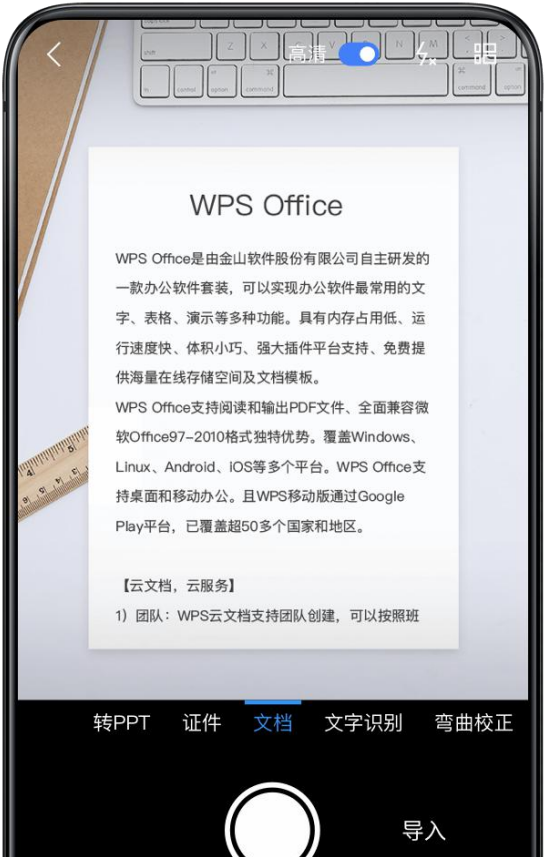 高清
WPS Office
WPS Office是由金山软件股份有限公司自主研发的
一款办公软件套装，可以实现办公软件最常用的文
字、表格、演示等多种功能。具有内存占用低、运
行速度快、体积小巧、强大插件平台支持、免费提
供海量在线存储空间及文档模板。
WPS Office支持阅读和输出PDF文件、全面兼容微
软Office97-2010格式独特优势。覆盖Windows、
Linux、Android、iOS等多个平台。WPS Office支
持桌面和移动办公。且WPS移动版通过Google
Play平台，已覆盖超50多个国家和地区。
【云文档，云服务】
1）团队：WPS云文档支持团队创建，可以按照班
转PPT 证件 文档 文字识别 弯曲校正
导入